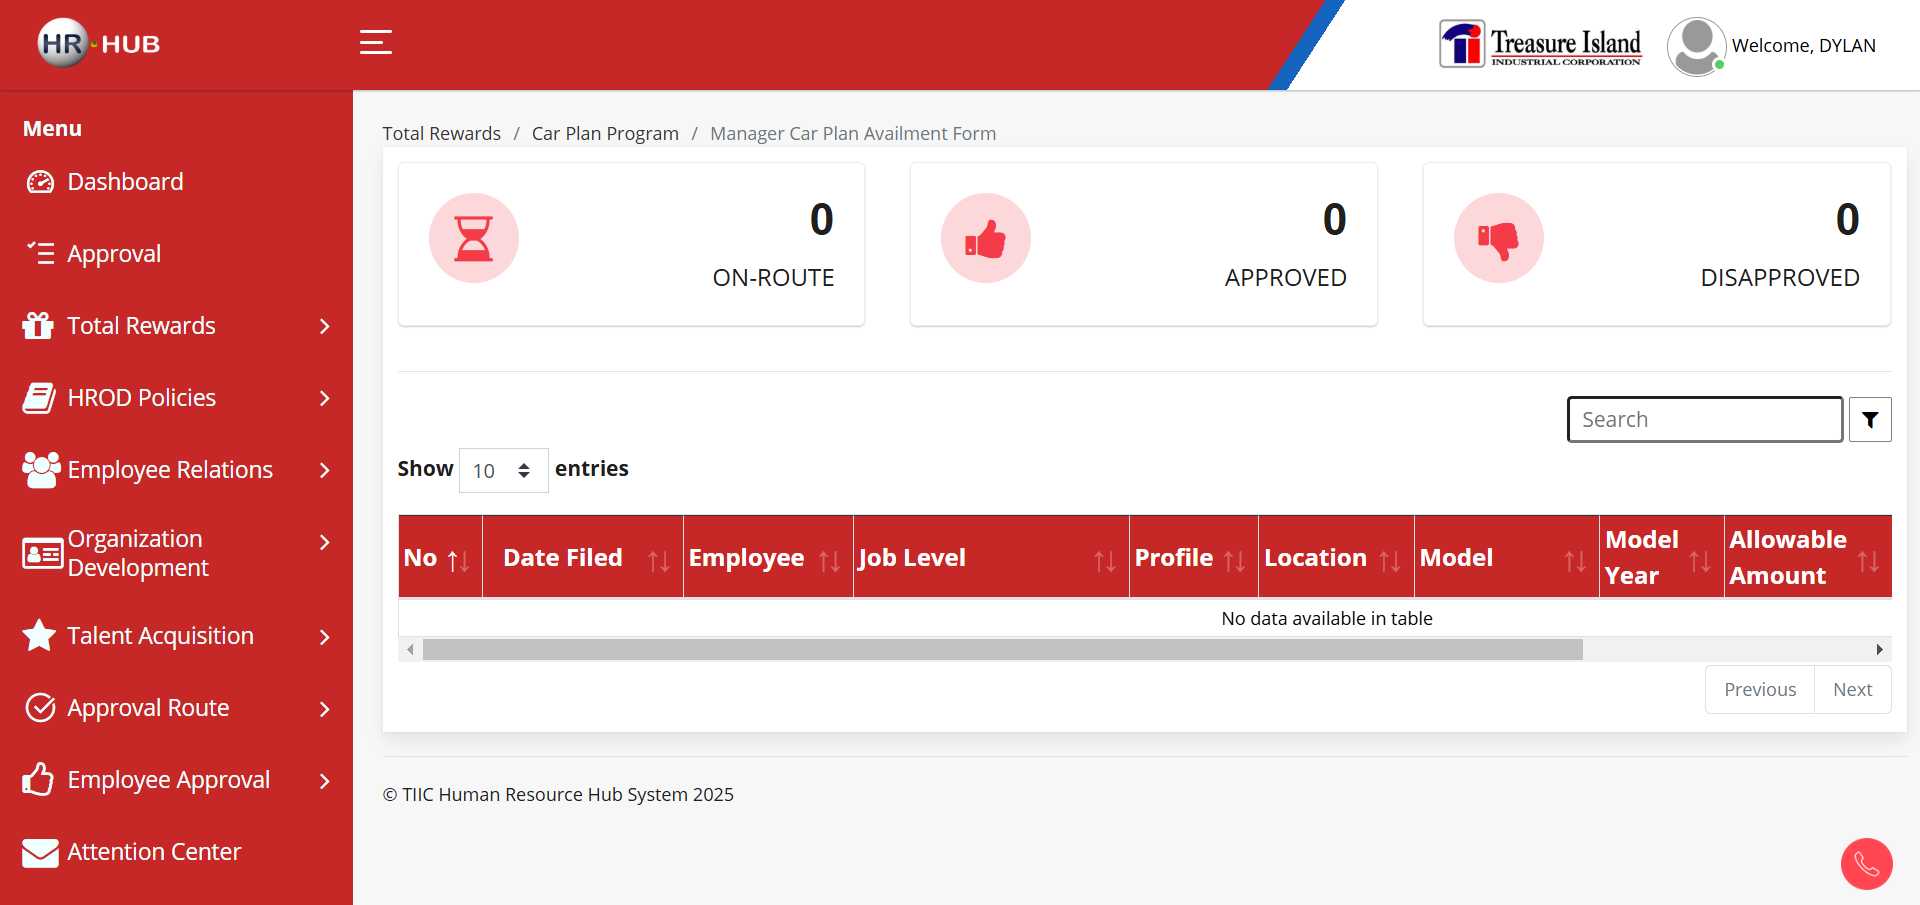 HR-HUB
Treasure Island
INDUSTRIAL CORPORATION
Welcome, DYLAN
Menu
Dashboard
Approval
Total Rewards
HROD Policies
Employee Relations
Organization
Development
Talent Acquisition
Approval Route
Employee Approval
Attention Center
Total Rewards / Car Plan Program / Manager Car Plan Availment Form
0
ON-ROUTE
0
APPROVED
0
DISAPPROVED
Search
Show 10 entries
No Date Filed Employee Job Level Profile Location Model Model Year Allowable Amount
No data available in table
Previous Next
© TIIC Human Resource Hub System 2025